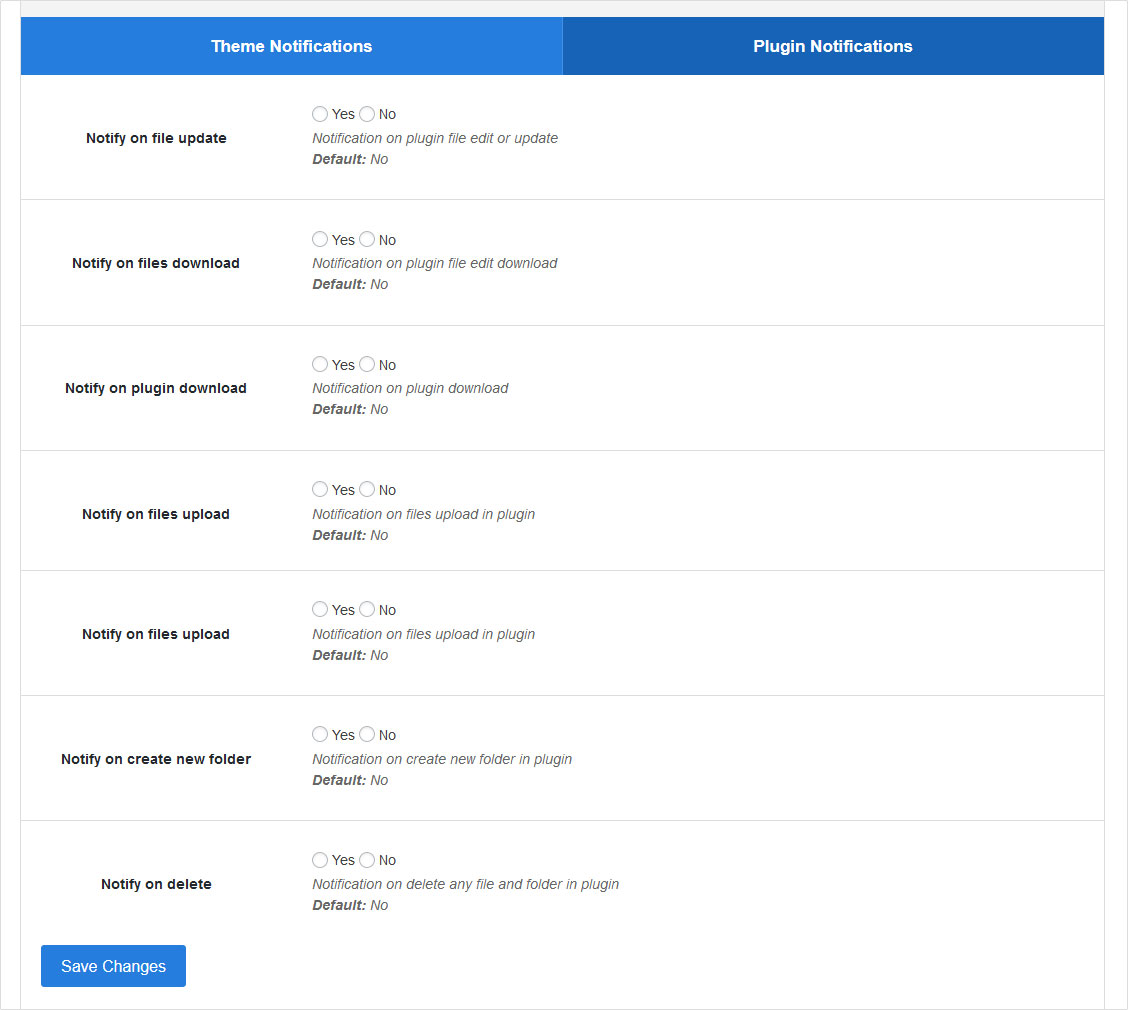 Theme Notifications
Plugin Notifications
Yes No
Notify on file update
Notification on plugin file edit or update
Default: No
Yes No
Notify on files download
Notification on plugin file edit download
Default: No
Yes No
Notify on plugin download
Notification on plugin download
Default: No
Yes No
Notify on files upload
Notification on files upload in plugin
Default: No
Yes No
Notify on files upload
Notification on files upload in plugin
Default: No
Yes No
Notify on create new folder
Notification on create new folder in plugin
Default: No
Yes No
Notify on delete
Notification on delete any file and folder in plugin
Default: No
Save Changes